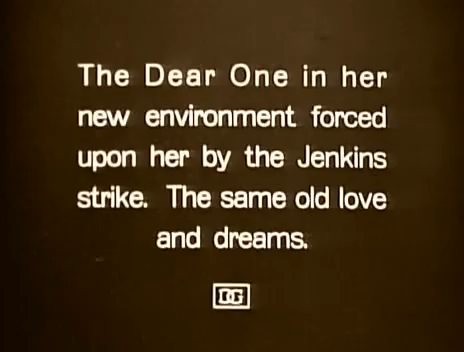 The Dear One in her
new environment forced
upon her by the Jenkins
strike. The same old love
and dreams.
DG